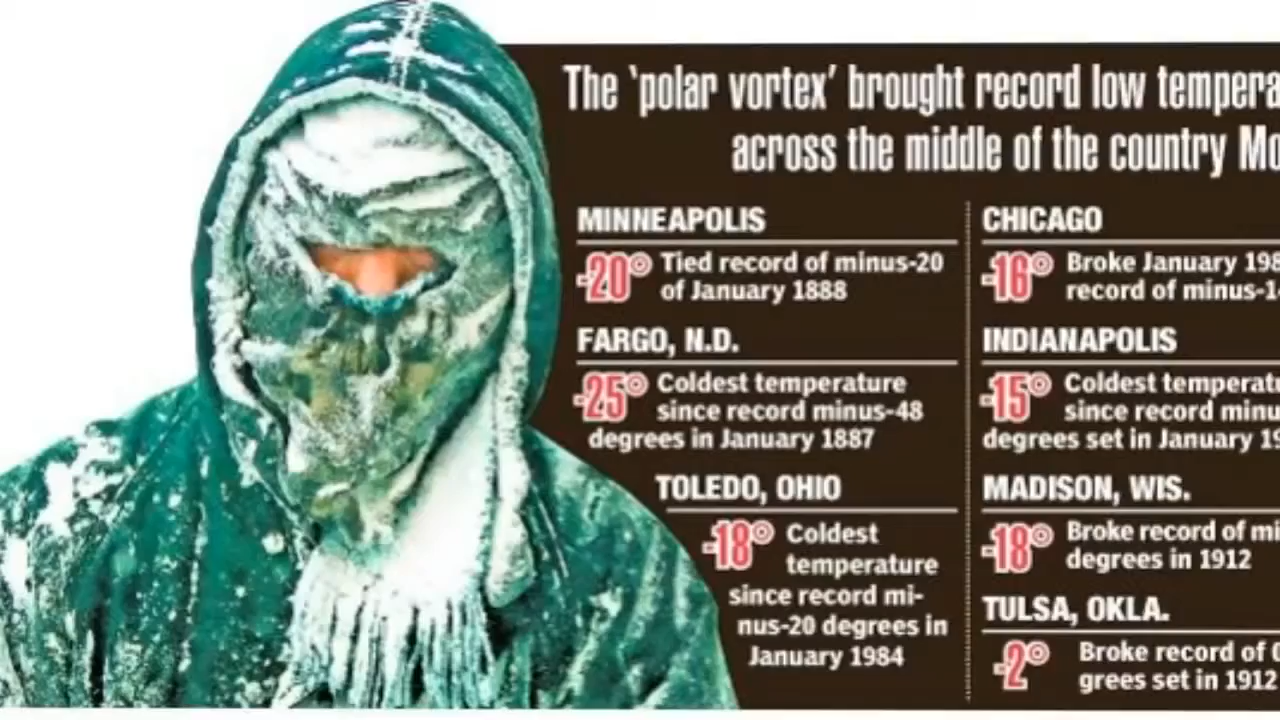 The 'polar vortex' brought record low tempera
across the middle of the country Mo
MINNEAPOLIS
-20° Tied record of minus-20
of January 1888
FARGO, N.D.
-25° Coldest temperature
since record minus-48
degrees in January 1887
TOLEDO, OHIO
-18° Coldest
temperature
since record mi-
nus-20 degrees in
January 1984
CHICAGO
-16° Broke January 198
record of minus-14
INDIANAPOLIS
-15° Coldest temperatu
since record minu
degrees set in January 19
MADISON, WIS.
-18° Broke record of mi
degrees in 1912
TULSA, OKLA.
-2° Broke record of 0
grees set in 1912